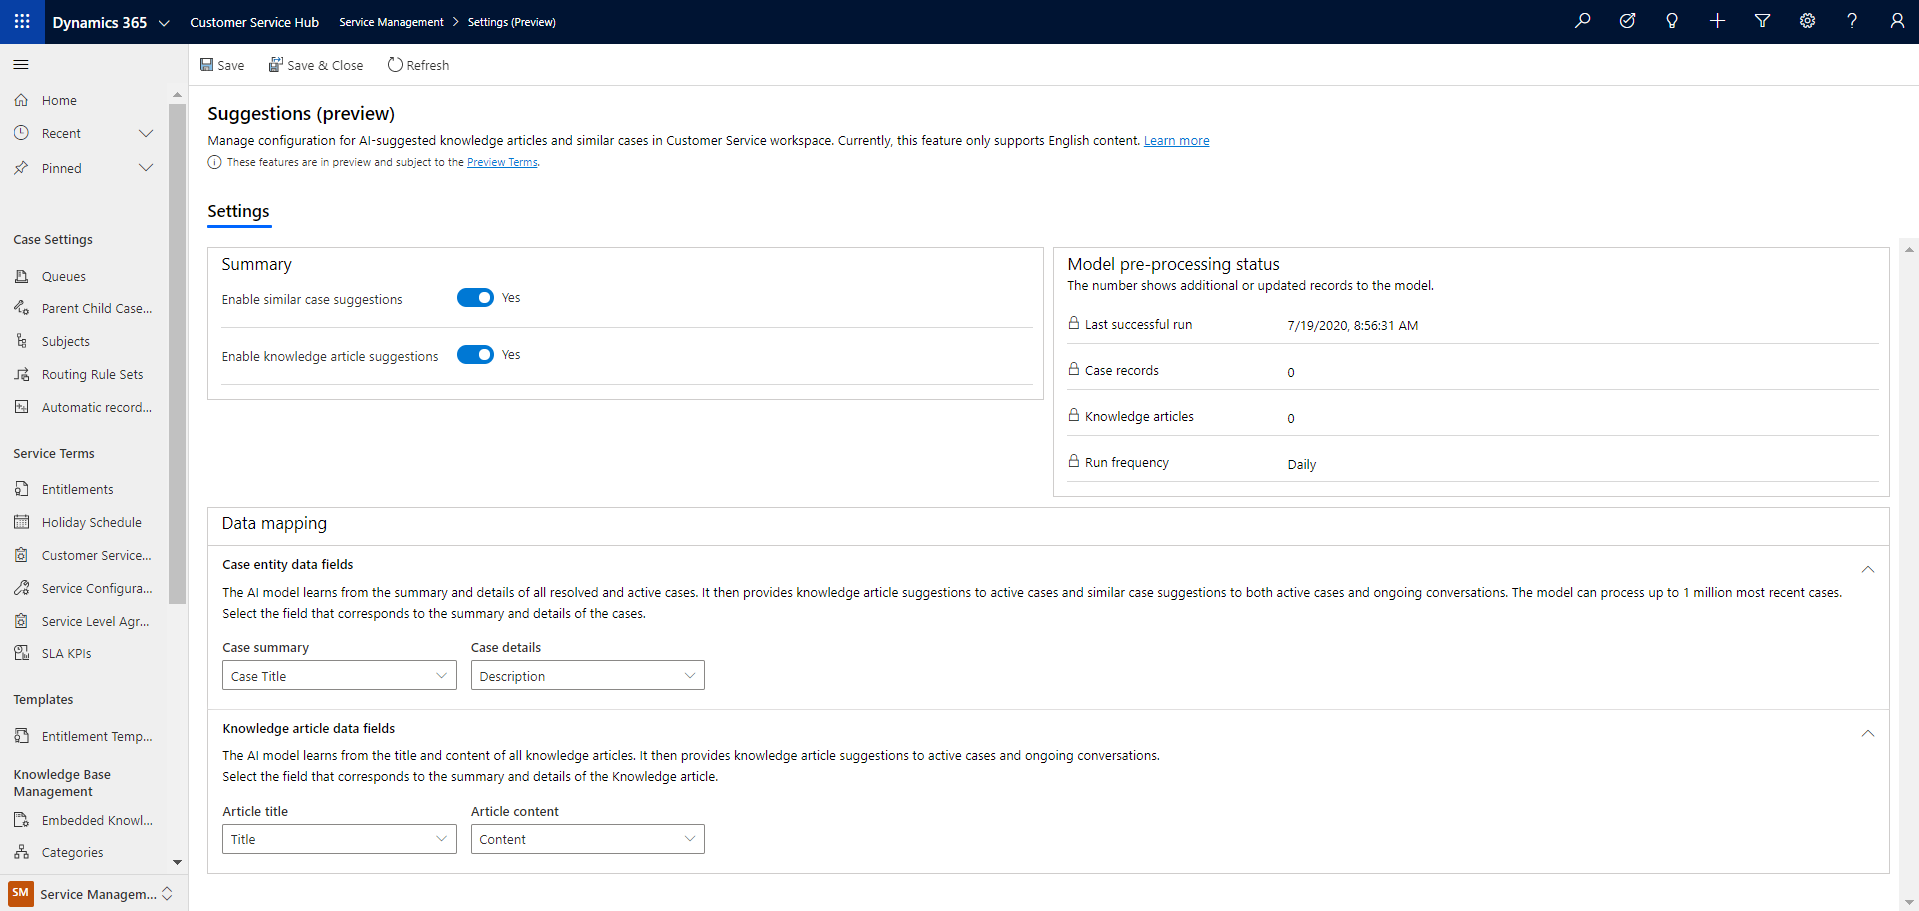 Dynamics 365
Customer Service Hub
Service Management > Settings (Preview)
Save
Save & Close
Refresh
Home
Recent
Pinned
Case Settings
Queues
Parent Child Case...
Subjects
Routing Rule Sets
Automatic record...
Service Terms
Entitlements
Holiday Schedule
Customer Service...
Service Configura...
Service Level Agr...
SLA KPIs
Templates
Entitlement Temp...
Knowledge Base
Management
Embedded Knowl...
Categories
SM
Service Managem...
Suggestions (preview)
Manage configuration for AI-suggested knowledge articles and similar cases in Customer Service workspace. Currently, this feature only supports English content. Learn more
These features are in preview and subject to the Preview Terms.
Settings
Summary
Enable similar case suggestions Yes
Enable knowledge article suggestions Yes
Model pre-processing status
The number shows additional or updated records to the model.
Last successful run 7/19/2020, 8:56:31 AM
Case records 0
Knowledge articles 0
Run frequency Daily
Data mapping
Case entity data fields
The AI model learns from the summary and details of all resolved and active cases. It then provides knowledge article suggestions to active cases and similar case suggestions to both active cases and ongoing conversations. The model can process up to 1 million most recent cases.
Select the field that corresponds to the summary and details of the cases.
Case summary Case details
Case Title Description
Knowledge article data fields
The AI model learns from the title and content of all knowledge articles. It then provides knowledge article suggestions to active cases and ongoing conversations.
Select the field that corresponds to the summary and details of the Knowledge article.
Article title Article content
Title Content